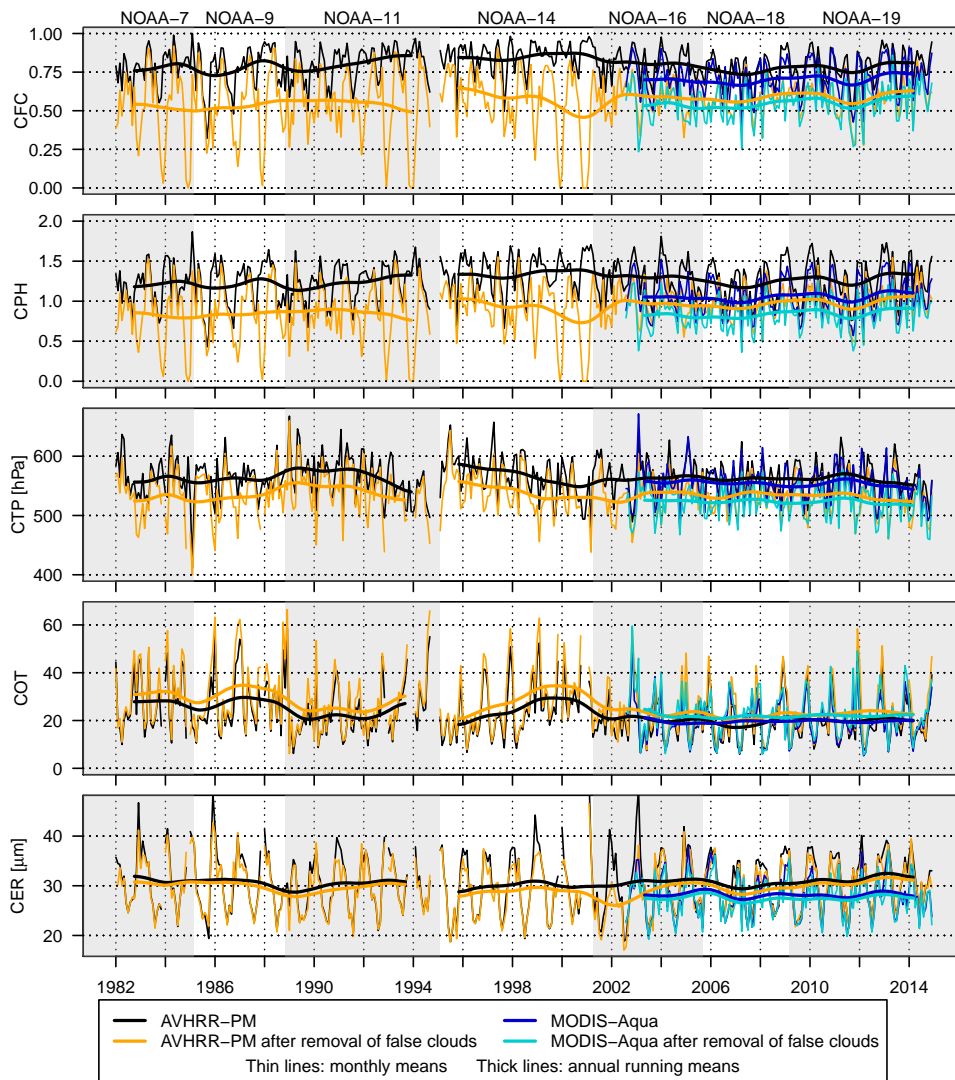 NOAA−7 NOAA−9 NOAA−11 NOAA−14 NOAA−16 NOAA−18 NOAA−19
CFC
1.00
0.75
0.50
0.25
0.00
CPH
2.0
1.5
1.0
0.5
0.0
CTP [hPa]
600
500
400
COT
60
40
20
0
CER [µm]
40
30
20
1982 1986 1990 1994 1998 2002 2006 2010 2014
AVHRR−PM
AVHRR−PM after removal of false clouds
MODIS−Aqua
MODIS−Aqua after removal of false clouds
Thin lines: monthly means Thick lines: annual running means